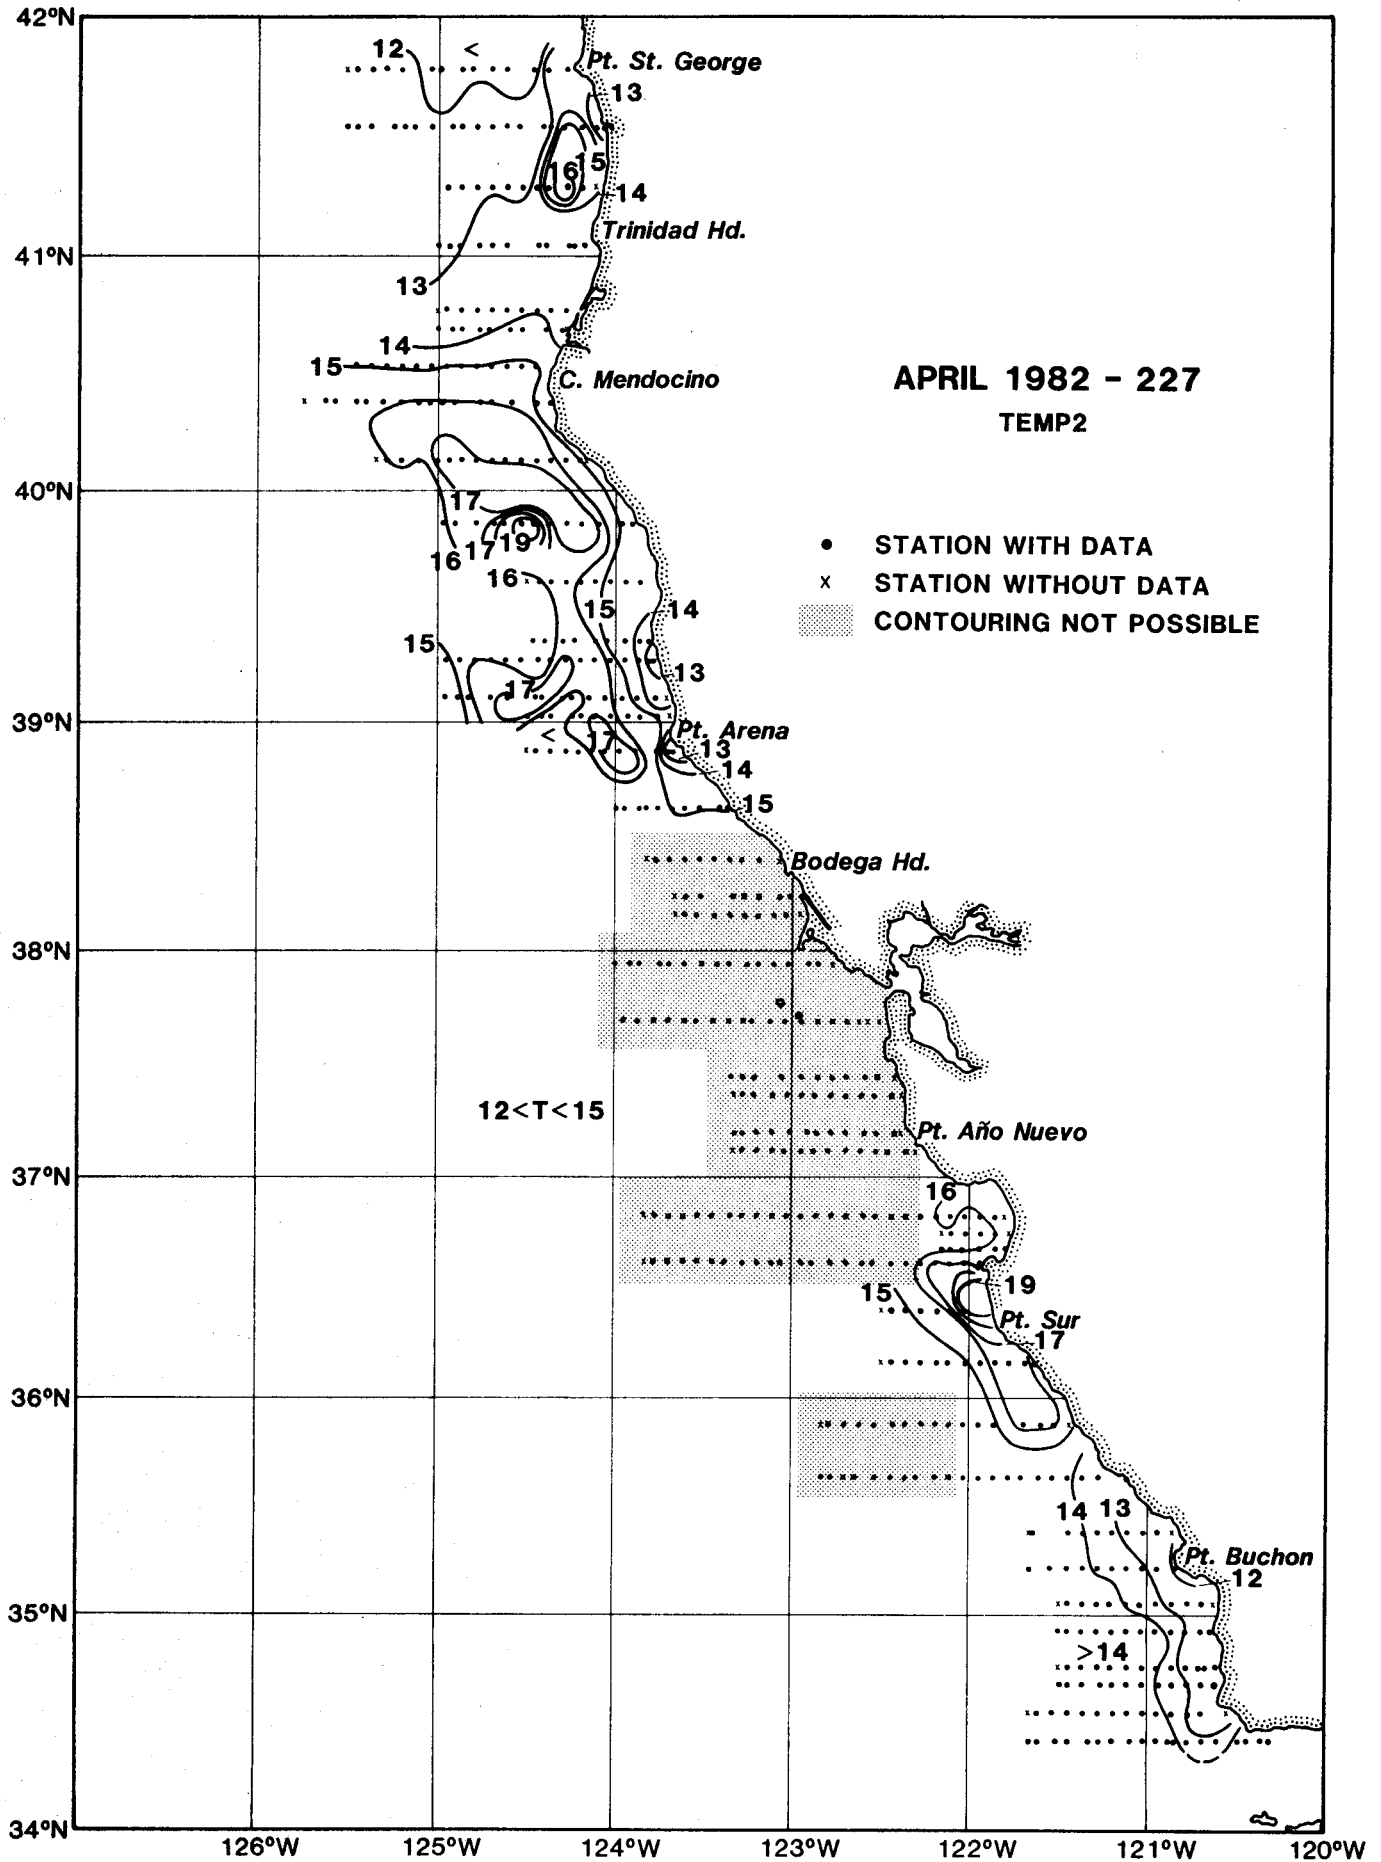 42°N
12
<
Pt. St. George
13
16
15
14
Trinidad Hd.
41°N
13
14
15
C. Mendocino
APRIL 1982 – 227
TEMP2
40°N
17
16
17
19
• STATION WITH DATA
x STATION WITHOUT DATA
CONTOURING NOT POSSIBLE
16
15
14
15
13
17
39°N
<
17
Pt. Arena
13
14
15
Bodega Hd.
38°N
12<T<15
Pt. Año Nuevo
37°N
16
15
19
Pt. Sur
17
36°N
14
13
Pt. Buchon
12
35°N
>14
34°N
126°W
125°W
124°W
123°W
122°W
121°W
120°W